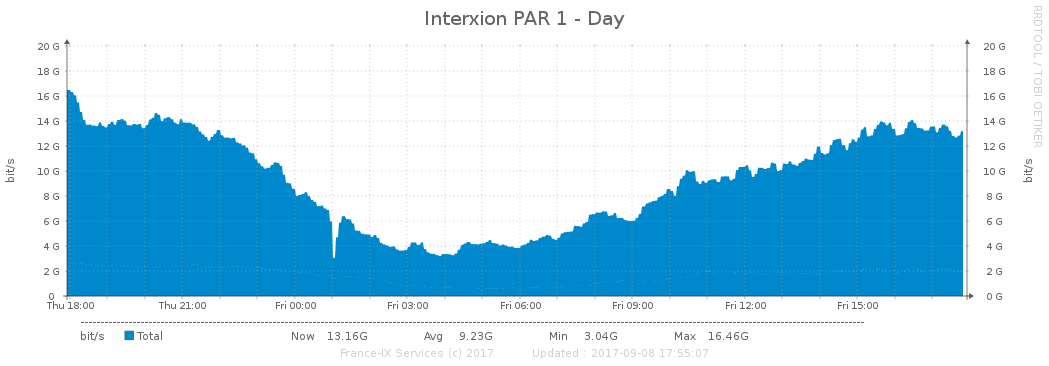 Interxion PAR 1 - Day
RRDTOOL / TOBI OETIKER
20 G 20 G
18 G 18 G
16 G 16 G
14 G 14 G
12 G 12 G
10 G 10 G
8 G 8 G
6 G 6 G
4 G 4 G
2 G 2 G
0 0 G
bit/s
bit/s
Thu 18:00 Thu 21:00 Fri 00:00 Fri 03:00 Fri 06:00 Fri 09:00 Fri 12:00 Fri 15:00
bit/s Total Now 13.16G Avg 9.23G Min 3.04G Max 16.46G
France-IX Services (c) 2017 Updated : 2017-09-08 17:55:07